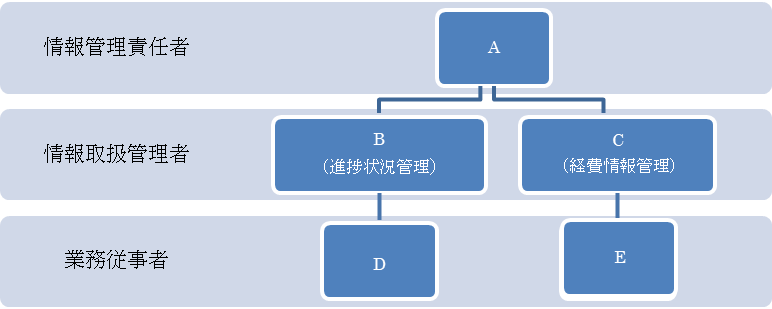 情報管理責任者
A
情報取扱管理者
B
（進捗状況管理）
C
（経費情報管理）
業務従事者
D
E